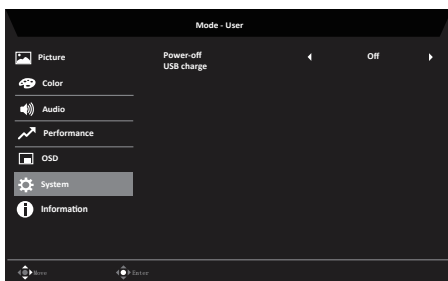 Mode - User
Picture
Color
Audio
Performance
OSD
System
Information
Power-off
USB charge
Off
Move
Enter